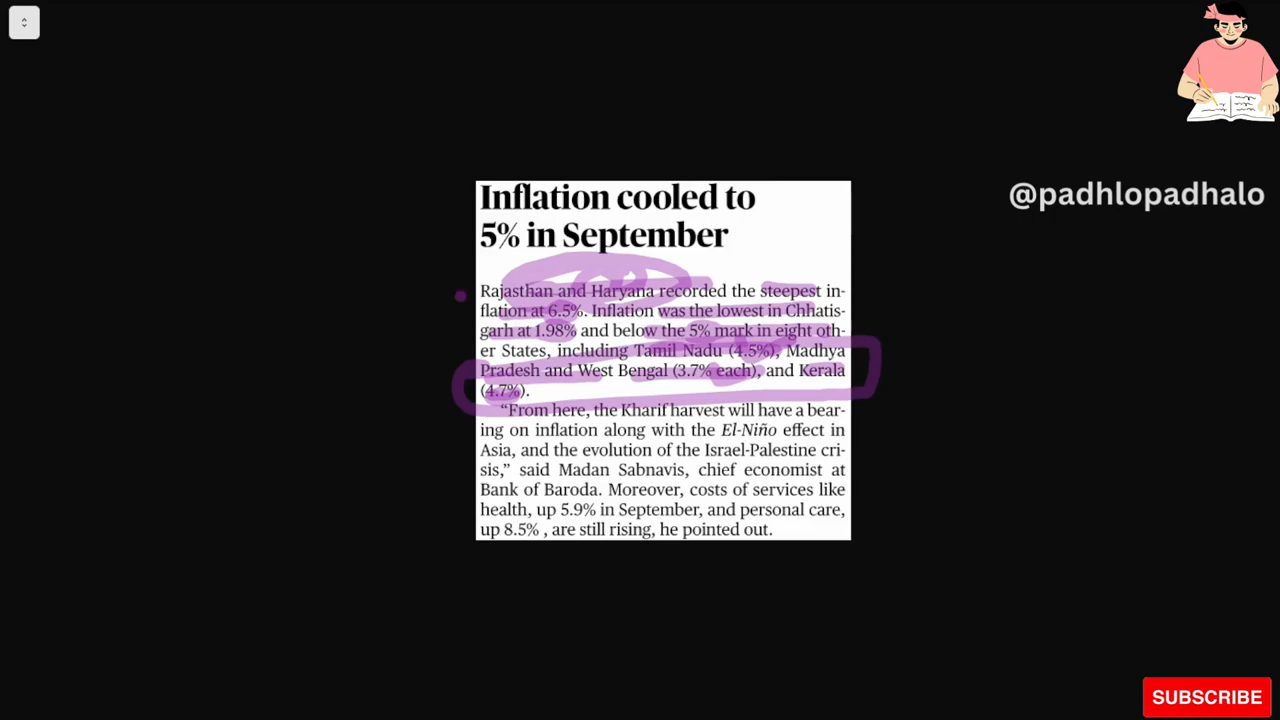 @padhlopadhalo
Inflation cooled to
5% in September
Rajasthan and Haryana recorded the steepest in-
flation at 6.5%. Inflation was the lowest in Chhatis-
garh at 1.98% and below the 5% mark in eight oth-
er States, including Tamil Nadu (4.5%), Madhya
Pradesh and West Bengal (3.7% each), and Kerala
(4.7%).
“From here, the Kharif harvest will have a bear-
ing on inflation along with the El-Niño effect in
Asia, and the evolution of the Israel-Palestine cri-
sis,” said Madan Sabnavis, chief economist at
Bank of Baroda. Moreover, costs of services like
health, up 5.9% in September, and personal care,
up 8.5% , are still rising, he pointed out.
SUBSCRIBE